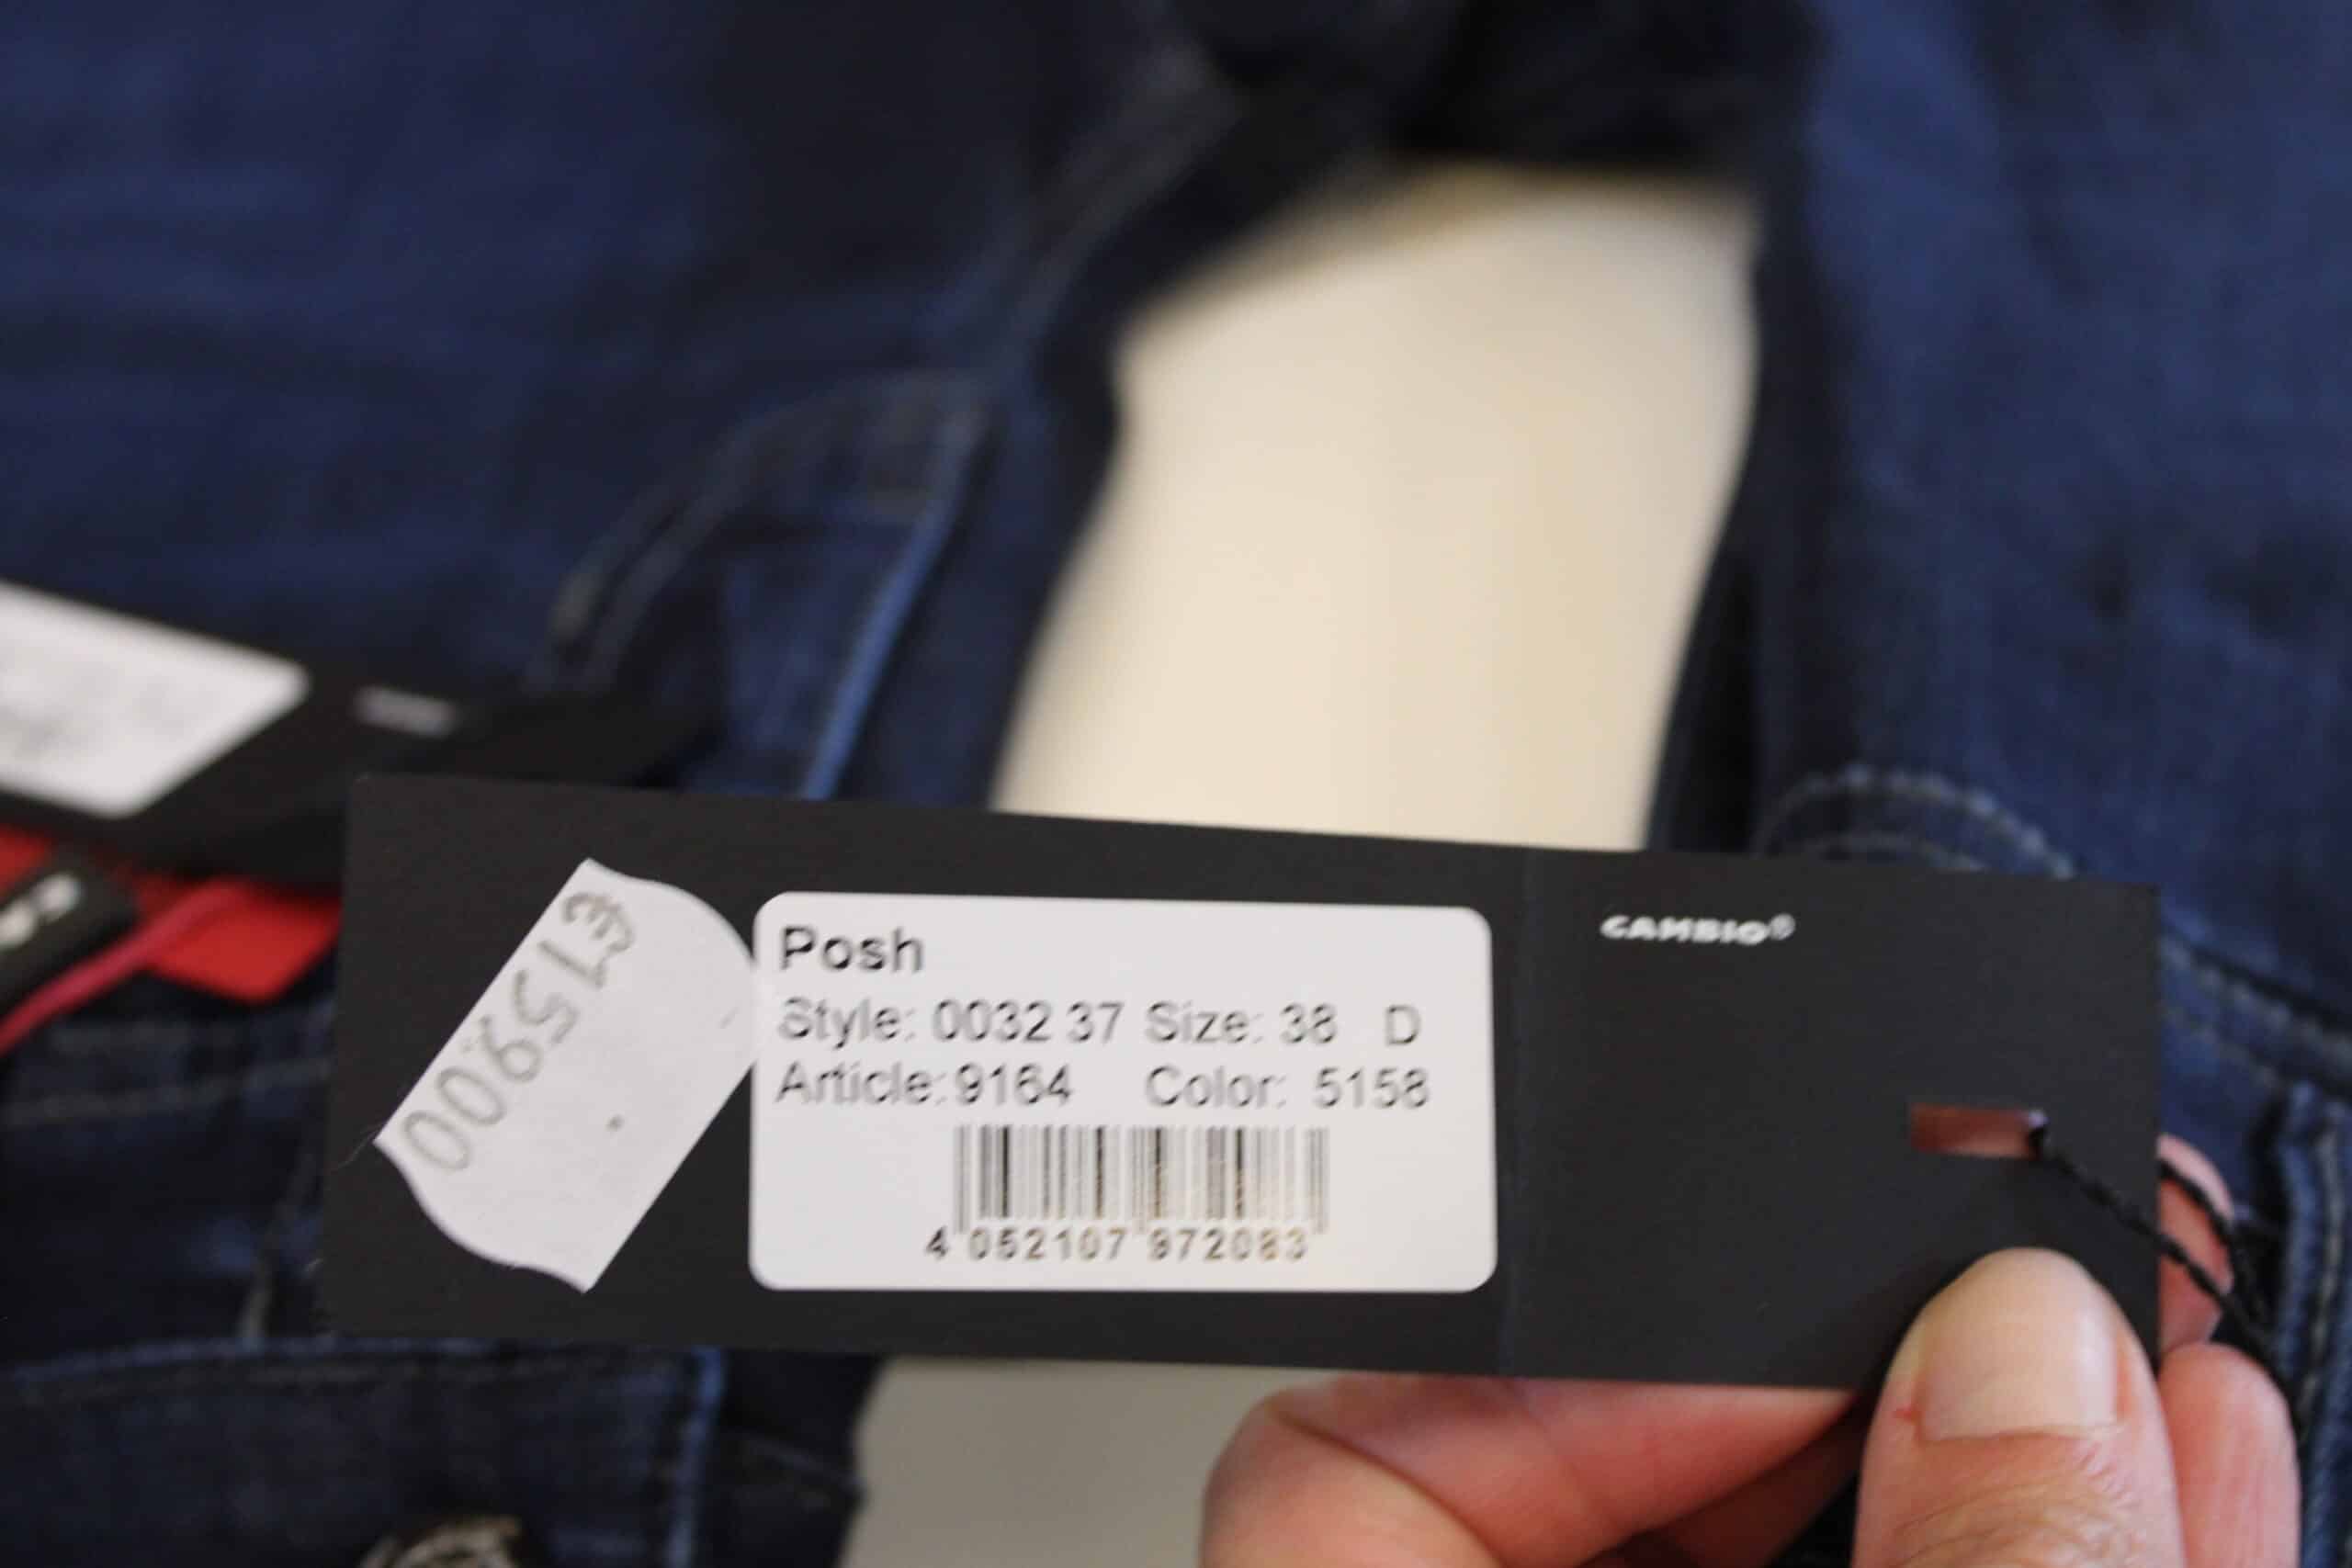 €159.00
Posh
Style: 0032 37 Size: 38 D
Article: 9164 Color: 5158
4 052107 972083
CAMBIO®